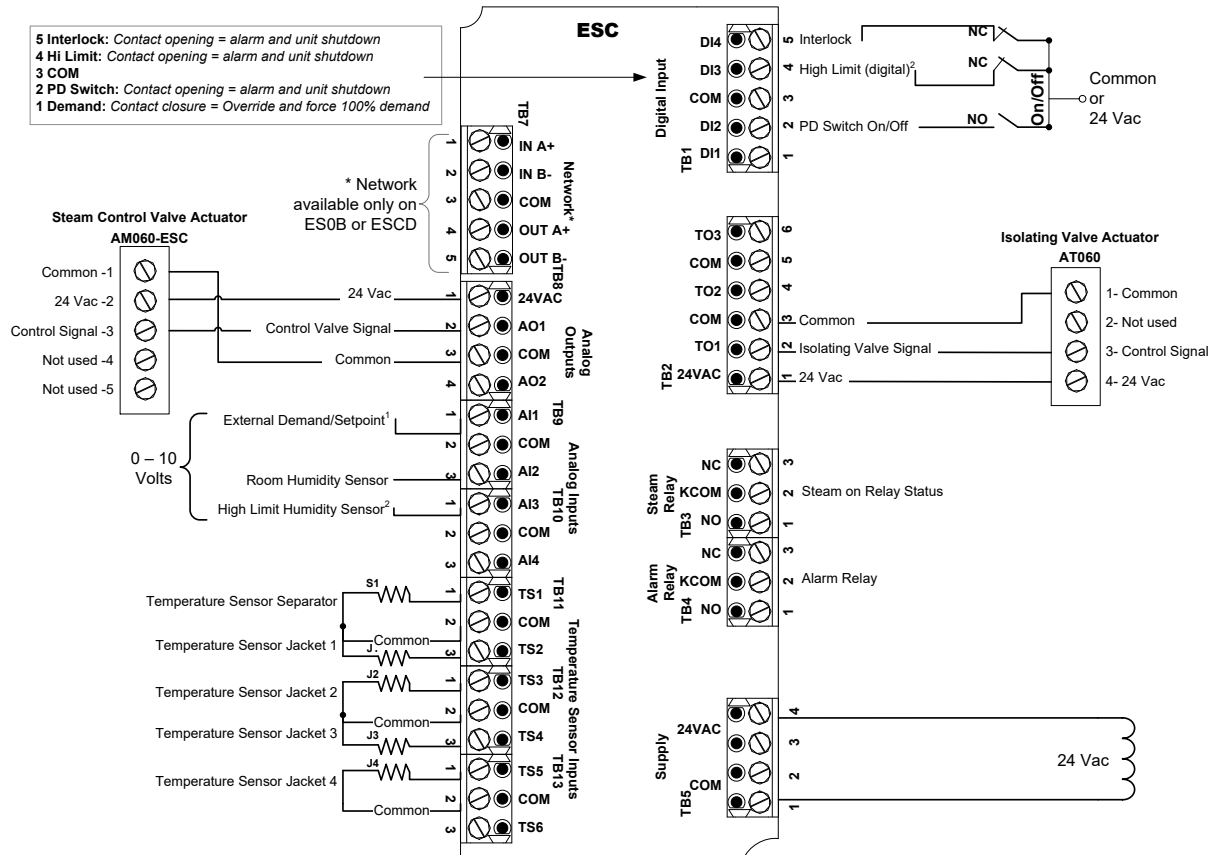 ESC
5 Interlock: Contact opening = alarm and unit shutdown
4 Hi Limit: Contact opening = alarm and unit shutdown
3 COM
2 PD Switch: Contact opening = alarm and unit shutdown
1 Demand: Contact closure = Override and force 100% demand
TB7
1 IN A+
2 IN B-
3 COM
4 OUT A+
5 OUT B-
Network*
* Network
available only on
ES0B or ESCD
Steam Control Valve Actuator
AM060-ESC
Common -1
24 Vac -2
Control Signal -3
Not used -4
Not used -5
24 Vac
Control Valve Signal
Common
TB8
1 24VAC
2 AO1
3 COM
4 AO2
Analog
Outputs
0 – 10
Volts
External Demand/Setpoint1
Room Humidity Sensor
High Limit Humidity Sensor2
TB9
1 AI1
2 COM
3 AI2
Analog Inputs
TB10
1 AI3
2 COM
3 AI4
Temperature Sensor Separator
S1
Common
Temperature Sensor Jacket 1
TB11
1 TS1
2 COM
3 TS2
Temperature Sensor Inputs
Temperature Sensor Jacket 2
J2
Common
Temperature Sensor Jacket 3
J3
TB12
1 TS3
2 COM
3 TS4
Temperature Sensor Jacket 4
J4
Common
TB13
1 TS5
2 COM
3 TS6
Digital Input
TB1
DI4 5 Interlock
DI3 4 High Limit (digital)2
COM 3
DI2 2 PD Switch On/Off
DI1 1
NC
NC
NO
On/Off
Common
or
24 Vac
TB2
TO3 6
COM 5
TO2 4
COM 3 Common
TO1 2 Isolating Valve Signal
24VAC 1 24 Vac
Isolating Valve Actuator
AT060
1- Common
2- Not used
3- Control Signal
4- 24 Vac
Steam
Relay
TB3
NC 3
KCOM 2 Steam on Relay Status
NO 1
Alarm
Relay
TB4
NC 3
KCOM 2 Alarm Relay
NO 1
Supply
TB5
24VAC
COM
4
3
2
1
24 Vac